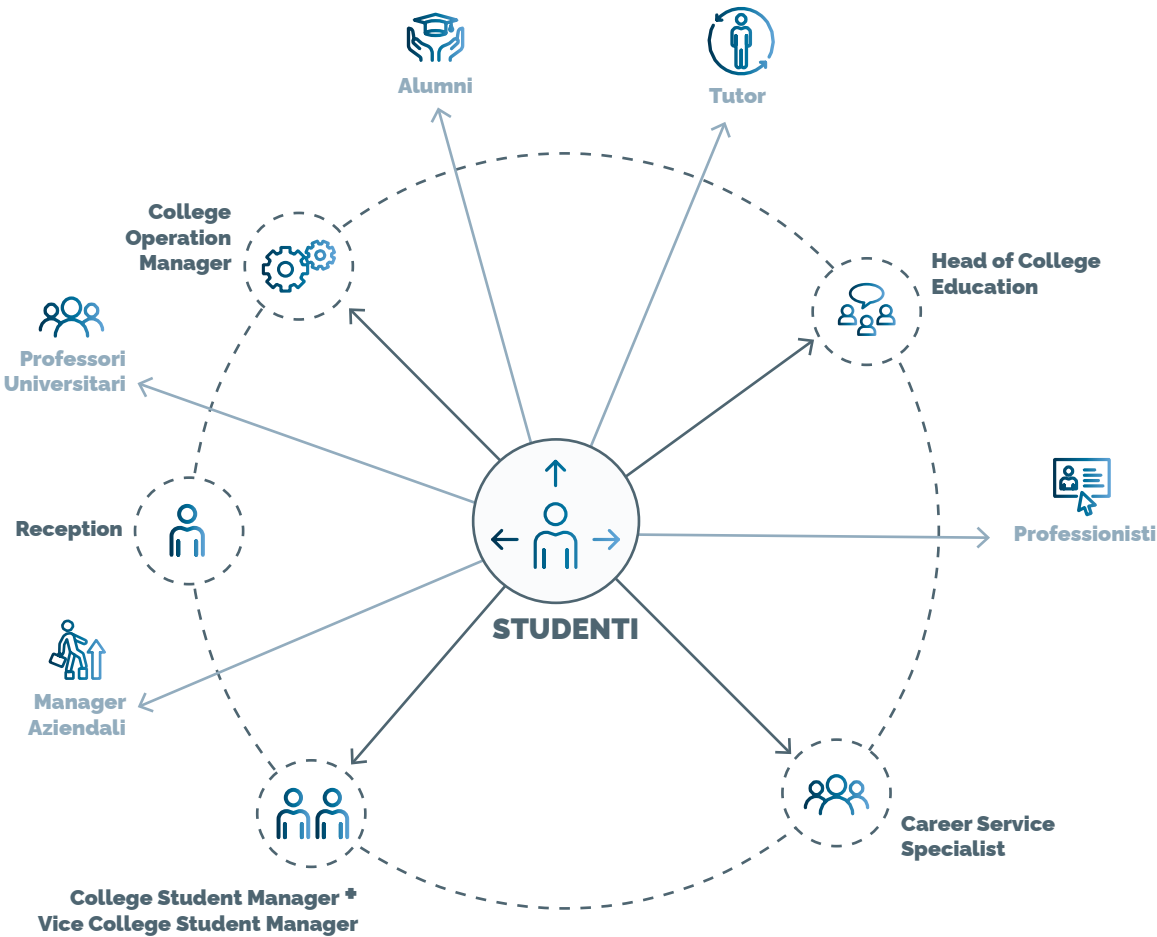 Alumni
Tutor
College
Operation
Manager
Head of College
Education
Professori
Universitari
Professionisti
Reception
STUDENTI
Manager
Aziendali
Career Service
Specialist
College Student Manager +
Vice College Student Manager